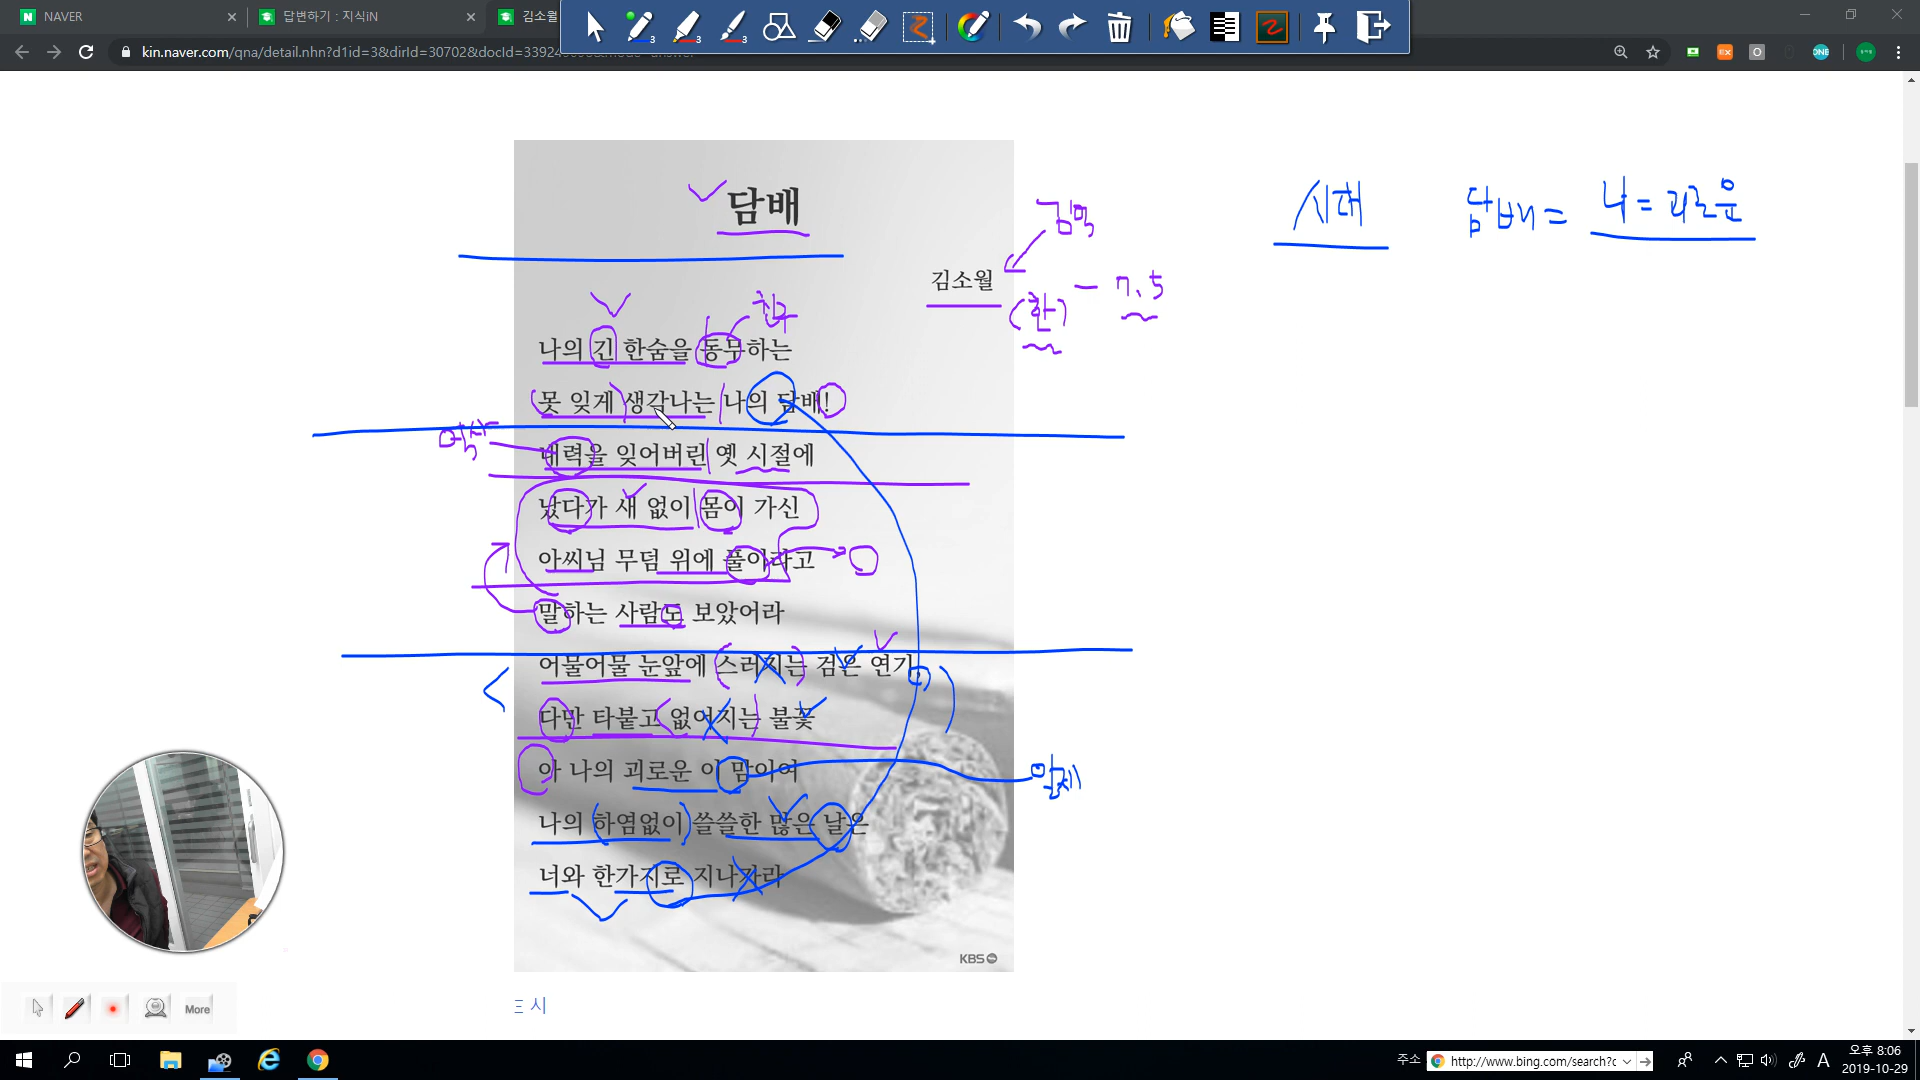 NAVER
답변하기 : 지식iN
김소월
kin.naver.com/qna/detail.nhn?d1id=3&dirId=30702&docId=33924
담배
시대
담배 = 나 = 괴로운
김억
김소월
(한) - 7.5
친구
나의 긴 한숨을 동무하는
못 잊게 생각나는 나의 담배!
역사
내력을 잊어버린 옛 시절에
났다가 새 없이 몸이 가신
아씨님 무덤 위에 풀이라고
말하는 사람도 보았어라
어물어물 눈앞에 스러지는 검은 연기,
다만 타붙고 없어지는 불꽃
아 나의 괴로운 이 맘이여
일제
나의 하염없이 쓸쓸한 많은 날은
너와 한가지로 지나가라
KBS
시
More
주소 http://www.bing.com/search?c
A
오후 8:06
2019-10-29